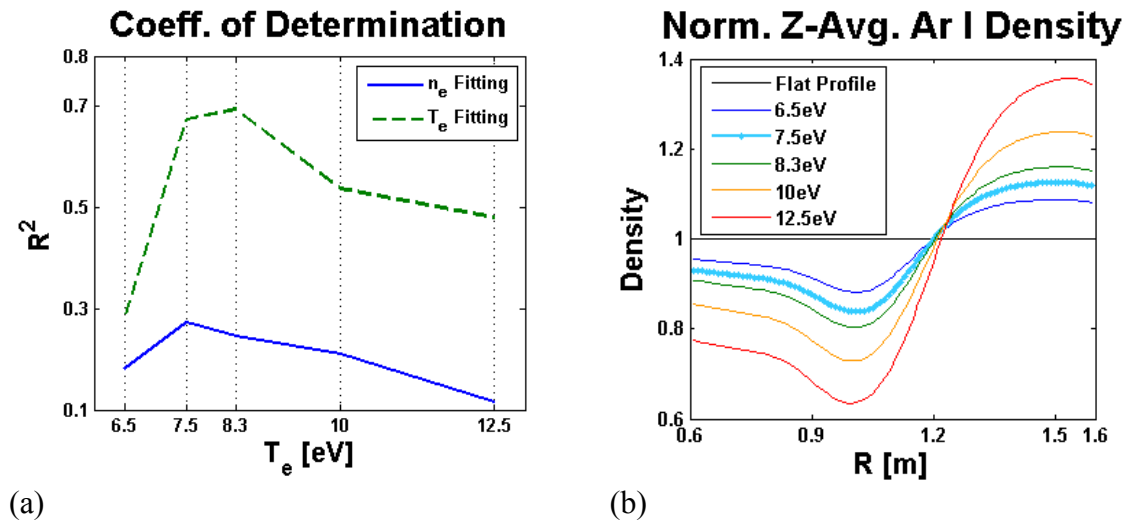 Coeff. of Determination
0.8
0.7
0.5
0.3
0.1
R²
n_e Fitting
T_e Fitting
6.5 7.5 8.3 10 12.5
T_e [eV]
(a)
Norm. Z-Avg. Ar I Density
1.4
1.2
1
0.8
0.6
Density
Flat Profile
6.5eV
7.5eV
8.3eV
10eV
12.5eV
0.6 0.9 1.2 1.5 1.6
R [m]
(b)